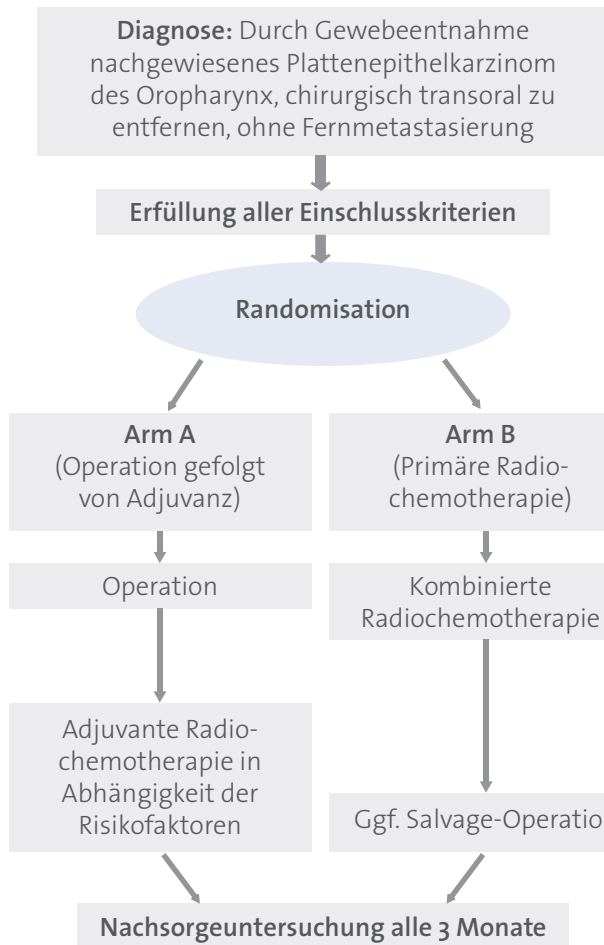 Diagnose: Durch Gewebeentnahme
nachgewiesenes Plattenepithelkarzinom
des Oropharynx, chirurgisch transoral zu
entfernen, ohne Fernmetastasierung
Erfüllung aller Einschlusskriterien
Randomisation
Arm A
(Operation gefolgt
von Adjuvanz)
Arm B
(Primäre Radio-
chemotherapie)
Operation
Kombinierte
Radiochemotherapie
Adjuvante Radio-
chemotherapie in
Abhängigkeit der
Risikofaktoren
Ggf. Salvage-Operatio
Nachsorgeuntersuchung alle 3 Monate